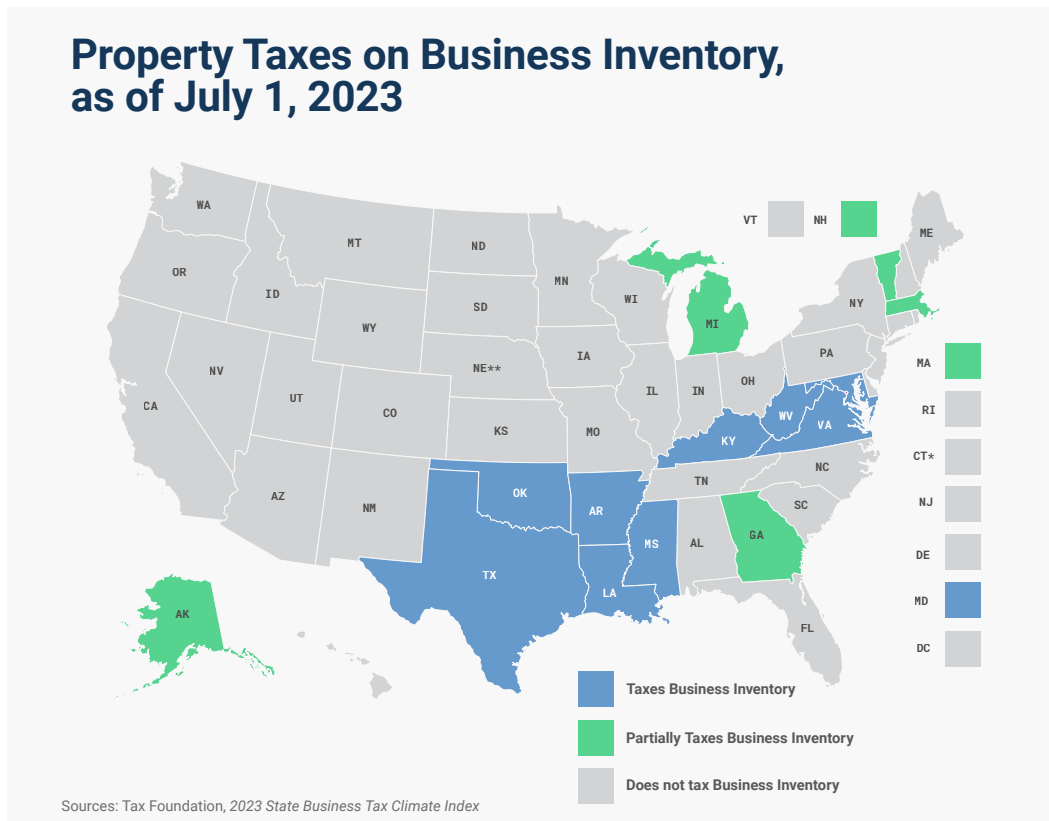 Property Taxes on Business Inventory,
as of July 1, 2023
WA
VT
NH
ME
MT
ND
OR
MN
ID
SD
WI
NY
WY
MI
IA
PA
MA
NE**
NV
OH
UT
IL
IN
CA
CO
RI
WV
VA
KS
MO
KY
CT*
NC
TN
OK
AZ
NM
SC
NJ
AR
GA
MS
AL
DE
TX
LA
MD
AK
FL
DC
Taxes Business Inventory
Partially Taxes Business Inventory
Does not tax Business Inventory
Sources: Tax Foundation, 2023 State Business Tax Climate Index